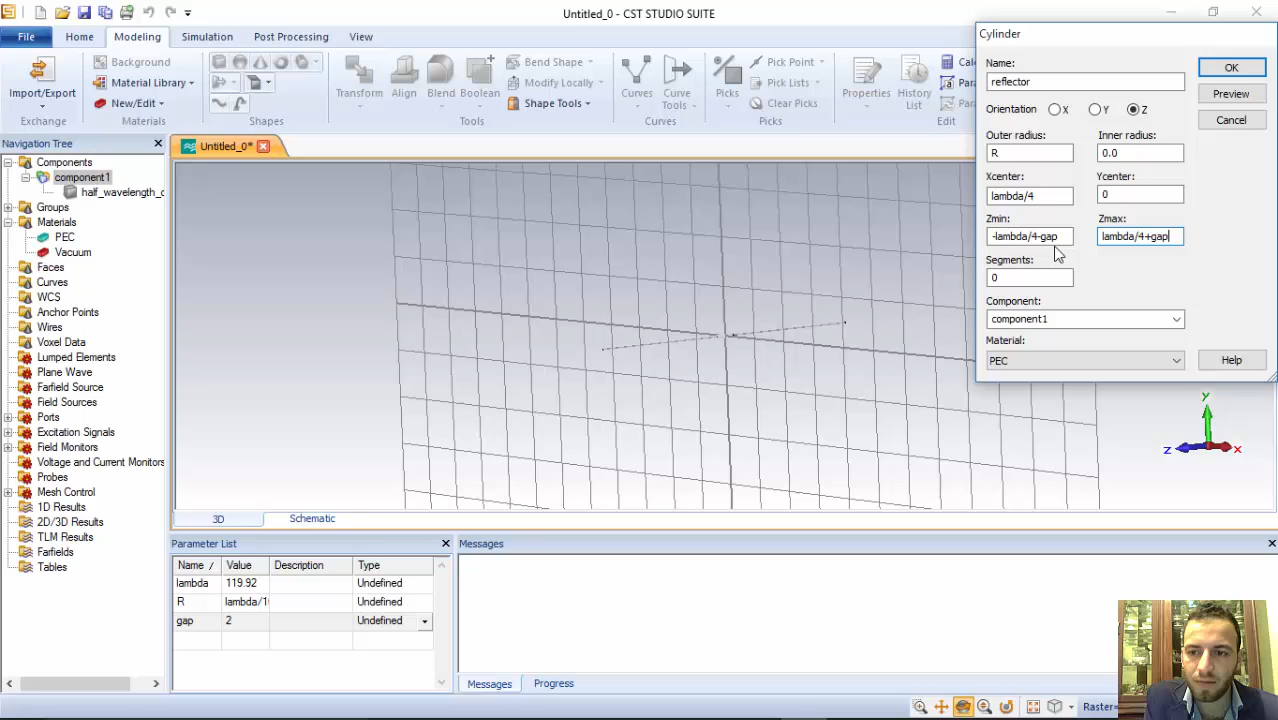 Untitled_0 - CST STUDIO SUITE
File
Home
Modeling
Simulation
Post Processing
View
Import/Export
Exchange
Background
Material Library
New/Edit
Materials
Shapes
Transform
Align
Blend
Boolean
Bend Shape
Modify Locally
Shape Tools
Tools
Curves
Curve Tools
Curves
Picks
Pick Point
Pick Lists
Clear Picks
Picks
Properties
History List
Edit
Navigation Tree
Components
component1
half_wavelength_
Groups
Materials
PEC
Vacuum
Faces
Curves
WCS
Anchor Points
Wires
Voxel Data
Lumped Elements
Plane Wave
Farfield Source
Field Sources
Ports
Excitation Signals
Field Monitors
Voltage and Current Monitors
Probes
Mesh Control
1D Results
2D/3D Results
TLM Results
Farfields
Tables
Untitled_0*
3D
Schematic
y
z
x
Cylinder
Name:
reflector
OK
Orientation X Y Z
Preview
Cancel
Outer radius: Inner radius:
R 0.0
Xcenter: Ycenter:
lambda/4 0
Zmin: Zmax:
-lambda/4-gap lambda/4+gap
Segments:
0
Component:
component1
Material:
PEC
Help
Parameter List
Name / Value Description Type
lambda 119.92 Undefined
R lambda/1 Undefined
gap 2 Undefined
Messages
Messages
Progress
Raster=